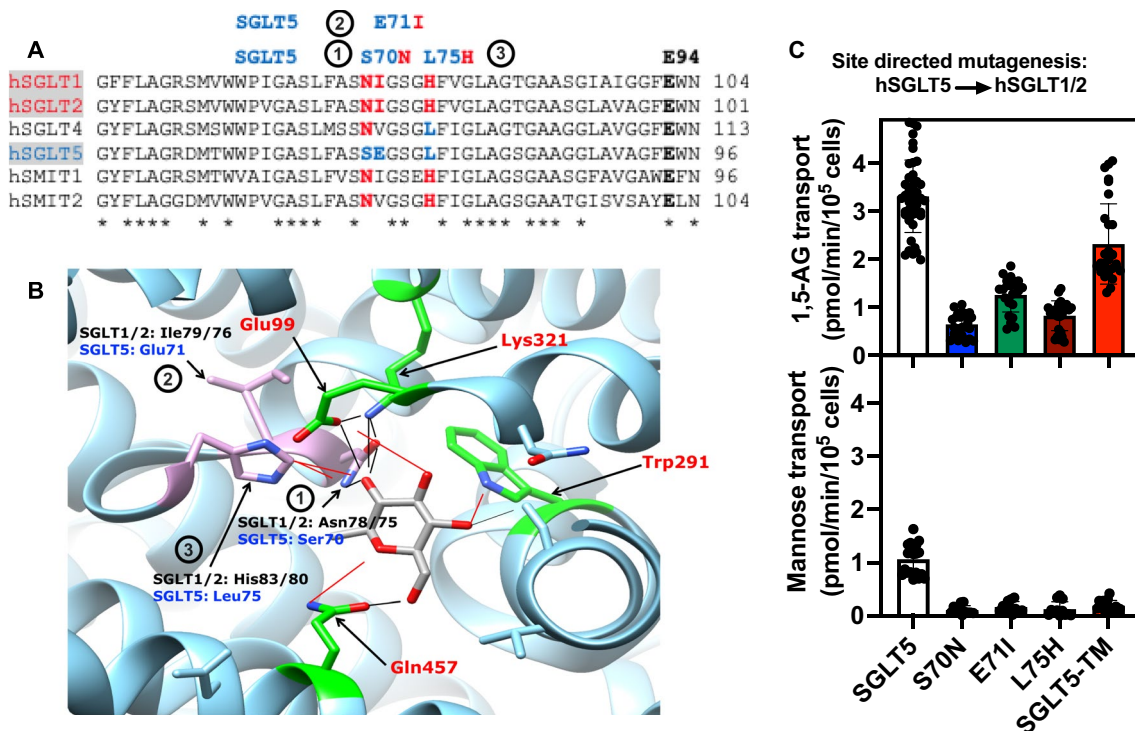 A
SGLT5 2 E71I
SGLT5 1 S70N L75H 3 E94
hSGLT1 GFFLAGRSMVWWPIGASLFASNIGSGHFVGLAGTGAASGIAIGGFEWN 104
hSGLT2 GYFLAGRSMVWWPVGASLFASNIGSGHFVGLAGTGAASGLAVAGFEWN 101
hSGLT4 GYFLAGRSMSWWPIGASLMSSNVGSGLFIGLAGTGAAGGLAVGGFEWN 113
hSGLT5 GYFLAGRDMTWWPIGASLFASSEGSGLFIGLAGSGAAGGLAVAGFEWN 96
hSMIT1 GYFLAGRSMTWVAIGASLFVSNIGSEHFIGLAGSGAASGFAVGAWEFN 96
hSMIT2 GYFLAGGDMVWWPVGASLFASNVGSGHFIGLAGSGAATGISVSAYELN 104
* **** * * **** * ** * **** *** * * *
B
SGLT1/2: Ile79/76
SGLT5: Glu71
2
Glu99
Lys321
Trp291
1
SGLT1/2: Asn78/75
SGLT5: Ser70
3
SGLT1/2: His83/80
SGLT5: Leu75
Gln457
C
Site directed mutagenesis:
hSGLT5 → hSGLT1/2
1,5-AG transport
(pmol/min/10⁵ cells)
4
3
2
1
0
Mannose transport
(pmol/min/10⁵ cells)
4
3
2
1
0
SGLT5
S70N
E71I
L75H
SGLT5-TM